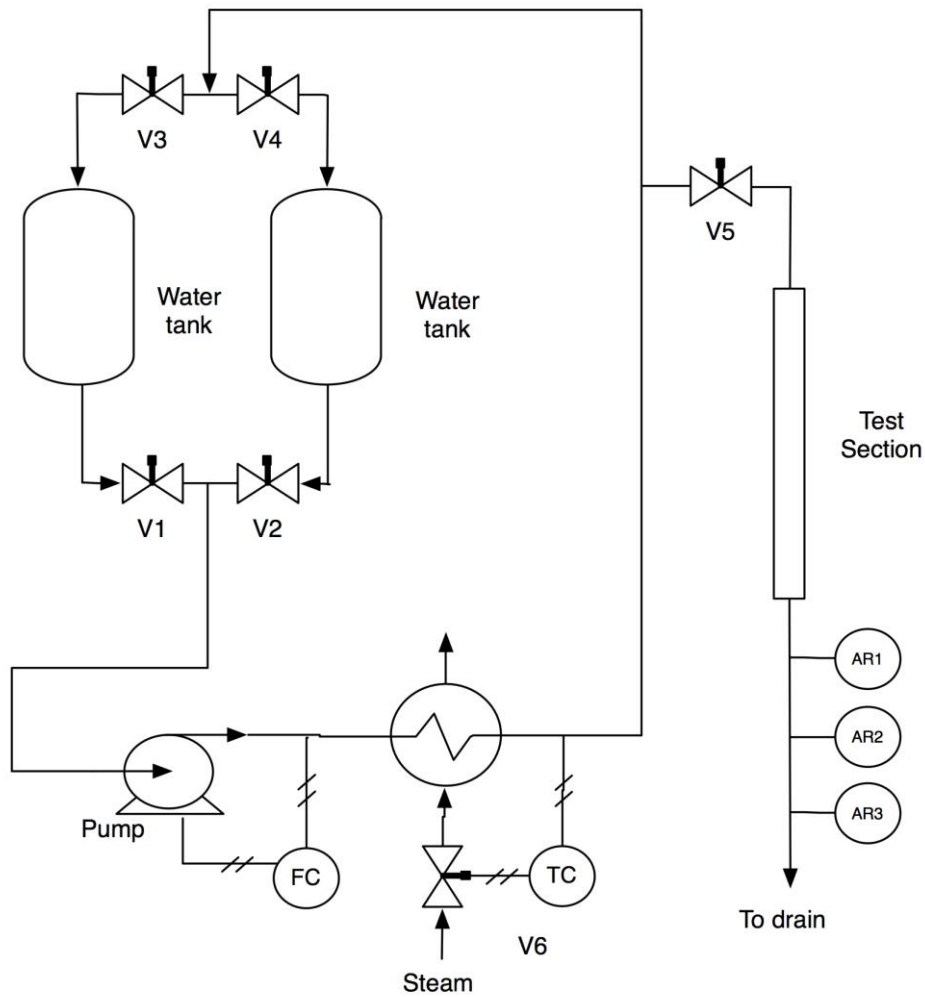 V3
V4
V5
Water
tank
Water
tank
Test
Section
V1
V2
AR1
AR2
AR3
Pump
FC
TC
V6
To drain
Steam